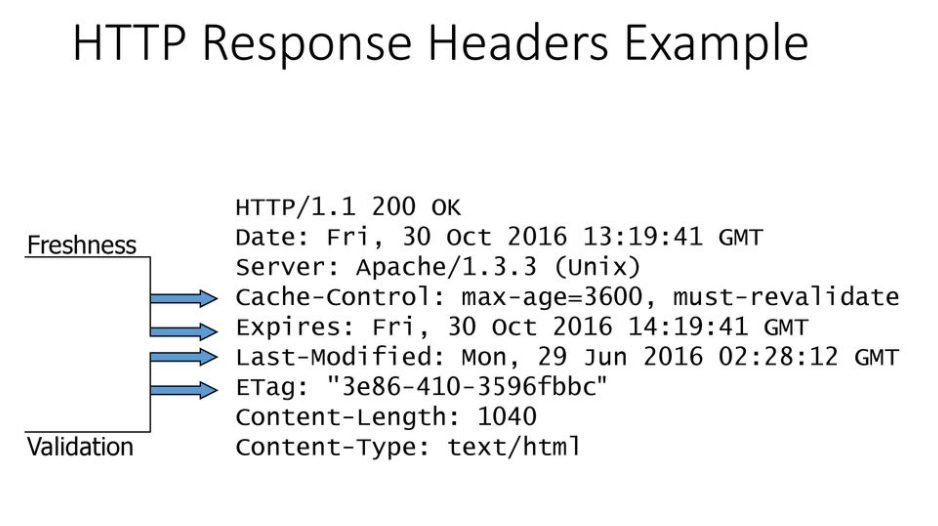 HTTP Response Headers Example
HTTP/1.1 200 OK
Freshness
Date: Fri, 30 Oct 2016 13:19:41 GMT
Server: Apache/1.3.3 (Unix)
Cache-Control: max-age=3600, must-revalidate
Expires: Fri, 30 Oct 2016 14:19:41 GMT
Last-Modified: Mon, 29 Jun 2016 02:28:12 GMT
ETag: "3e86-410-3596fbbc"
Content-Length: 1040
Validation
Content-Type: text/html